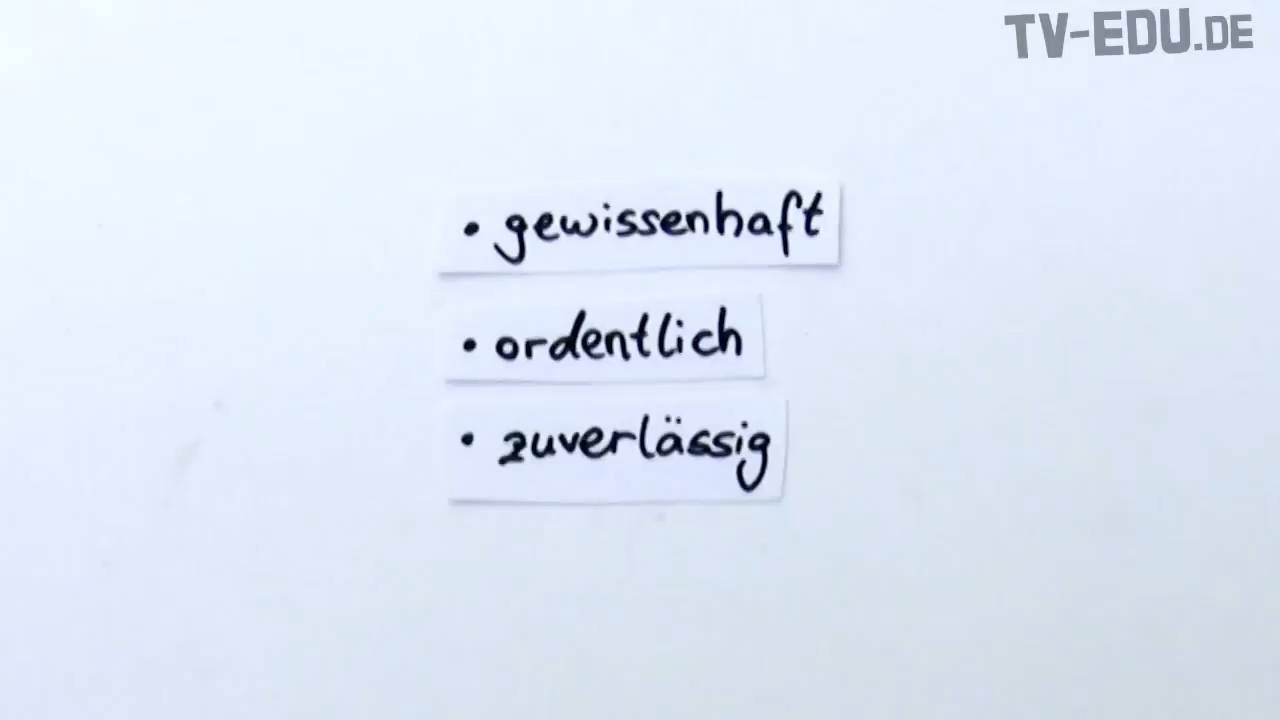 TV-EDU.DE
• gewissenhaft
• ordentlich
• zuverlässig